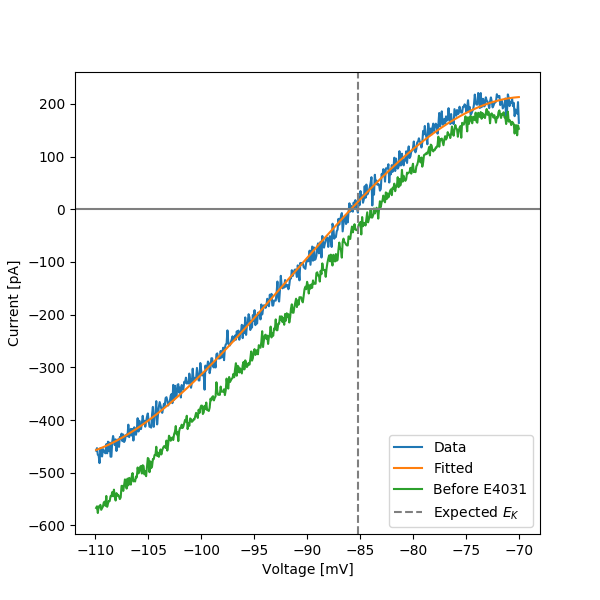 200
100
0
−100
−200
−300
−400
−500
−600
Current [pA]
−110 −105 −100 −95 −90 −85 −80 −75 −70
Voltage [mV]
Data
Fitted
Before E4031
Expected E_K